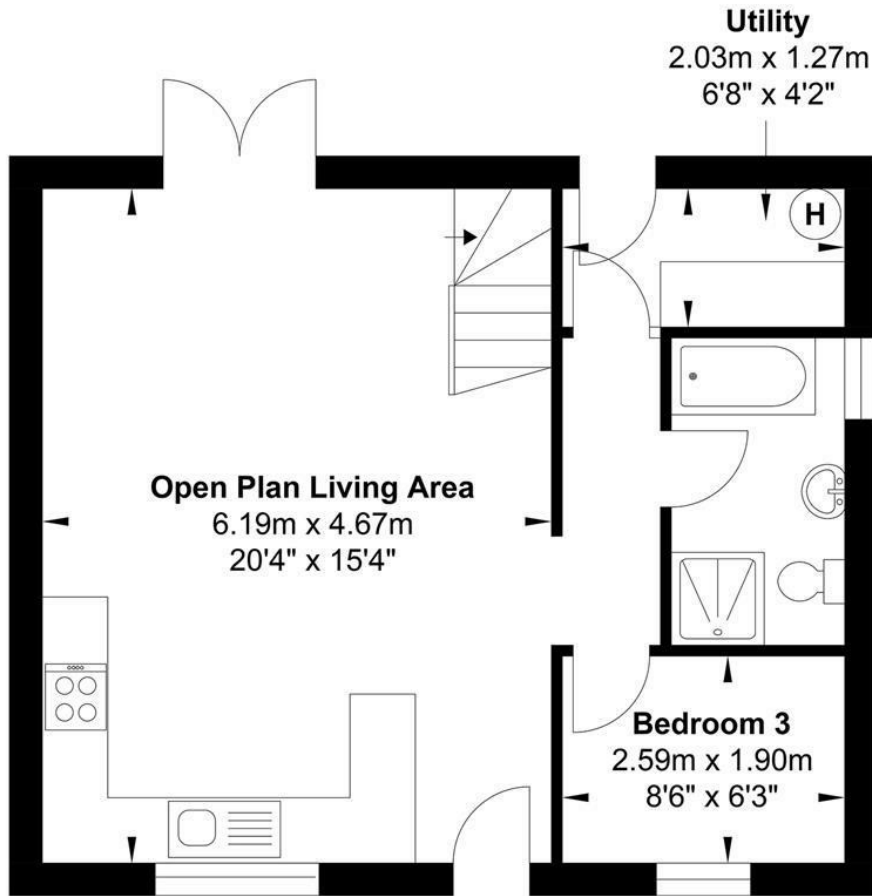 Utility
2.03m x 1.27m
6'8" x 4'2"
H
Open Plan Living Area
6.19m x 4.67m
20'4" x 15'4"
Bedroom 3
2.59m x 1.90m
8'6" x 6'3"